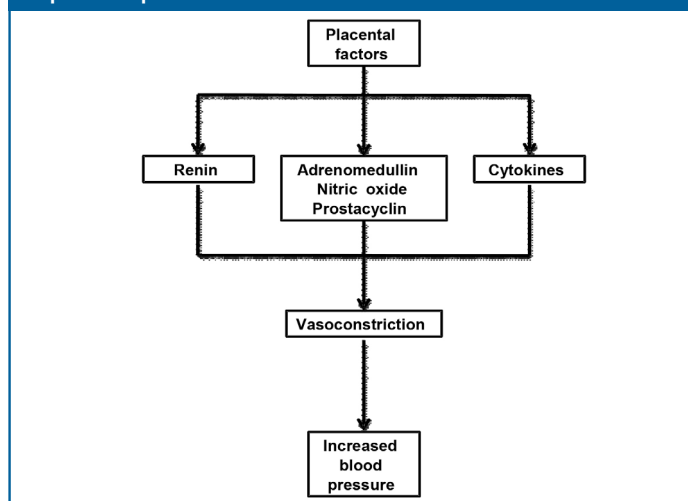 Placental
factors
Renin
Adrenomedullin
Nitric oxide
Prostacyclin
Cytokines
Vasoconstriction
Increased
blood
pressure